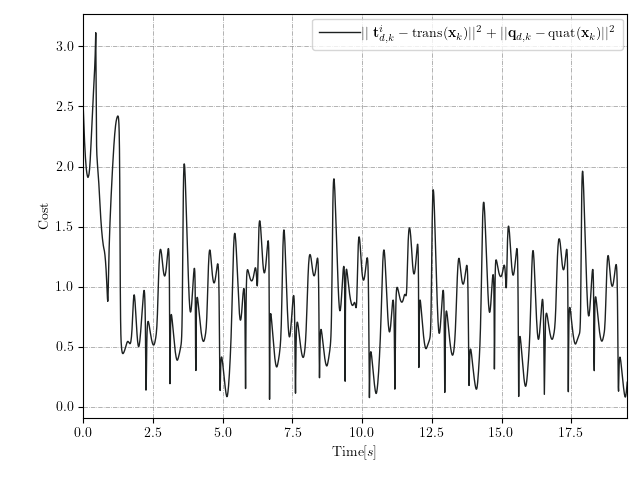 || t^i_{d,k} − trans(x_k)||^2 + ||q_{d,k} − quat(x_k)||^2
3.0
2.5
2.0
1.5
1.0
0.5
0.0
Cost
0.0 2.5 5.0 7.5 10.0 12.5 15.0 17.5
Time[s]